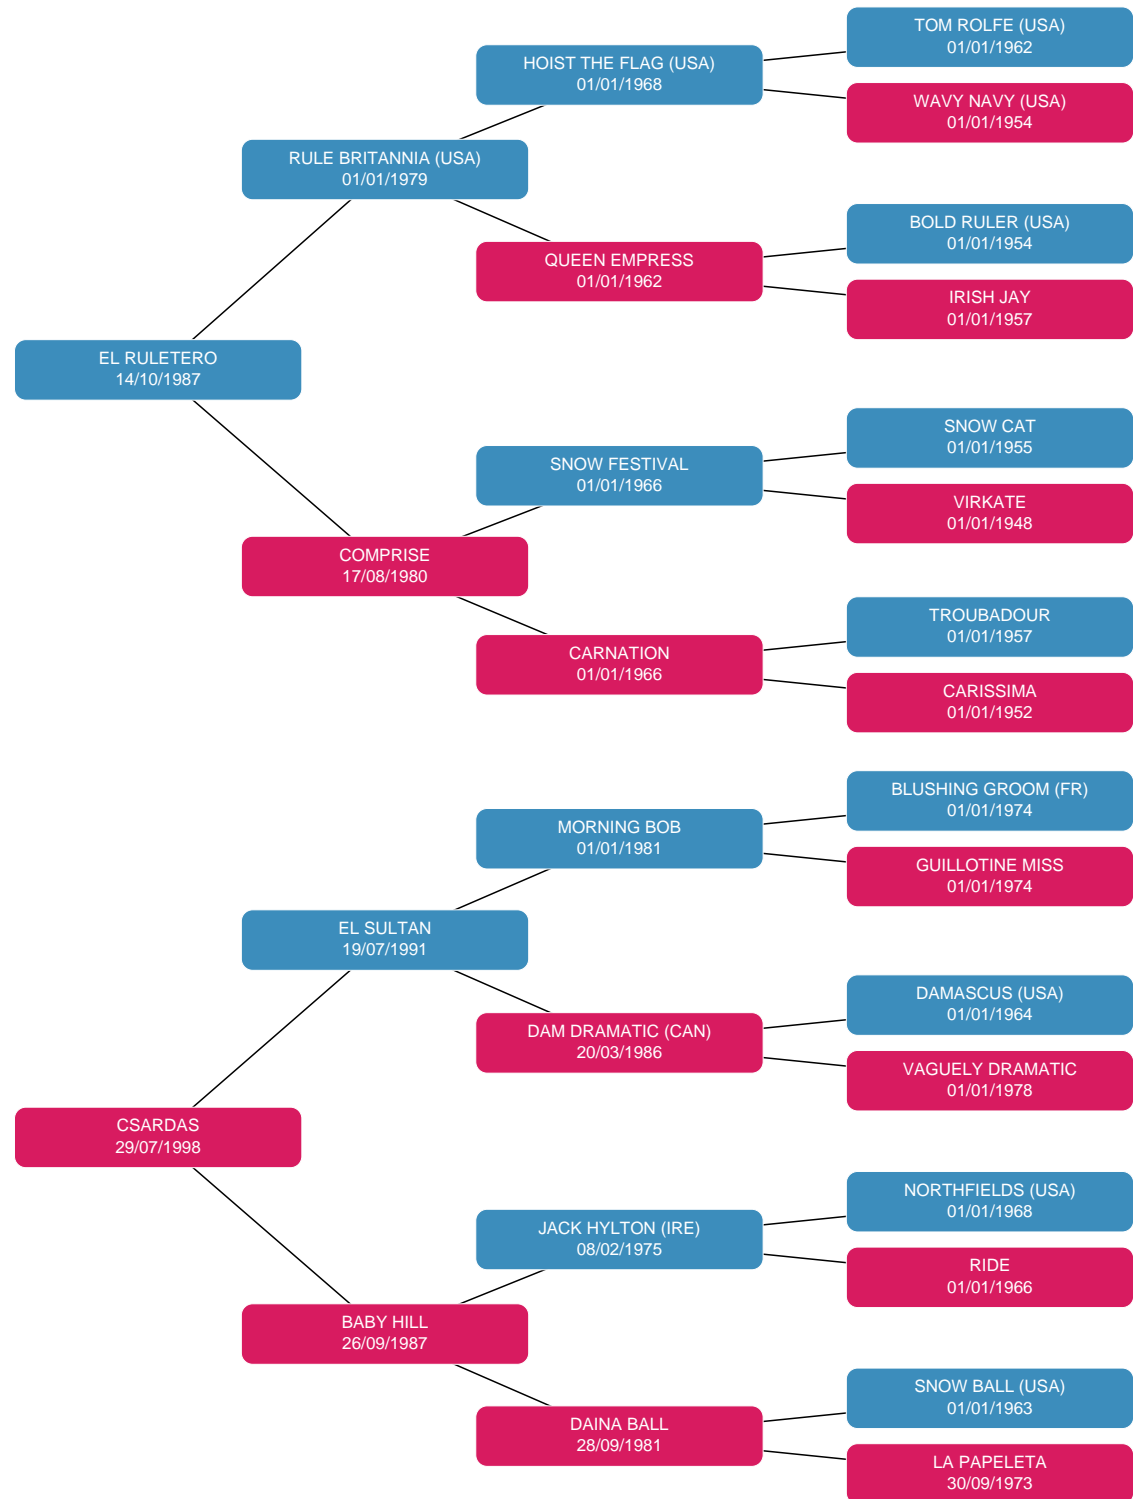 TOM ROLFE (USA)
01/01/1962
HOIST THE FLAG (USA)
01/01/1968
WAVY NAVY (USA)
01/01/1954
RULE BRITANNIA (USA)
01/01/1979
BOLD RULER (USA)
01/01/1954
QUEEN EMPRESS
01/01/1962
IRISH JAY
01/01/1957
EL RULETERO
14/10/1987
SNOW CAT
01/01/1955
SNOW FESTIVAL
01/01/1966
VIRKATE
01/01/1948
COMPRISE
17/08/1980
TROUBADOUR
01/01/1957
CARNATION
01/01/1966
CARISSIMA
01/01/1952
BLUSHING GROOM (FR)
01/01/1974
MORNING BOB
01/01/1981
GUILLOTINE MISS
01/01/1974
EL SULTAN
19/07/1991
DAMASCUS (USA)
01/01/1964
DAM DRAMATIC (CAN)
20/03/1986
VAGUELY DRAMATIC
01/01/1978
CSARDAS
29/07/1998
NORTHFIELDS (USA)
01/01/1968
JACK HYLTON (IRE)
08/02/1975
RIDE
01/01/1966
BABY HILL
26/09/1987
SNOW BALL (USA)
01/01/1963
DAINA BALL
28/09/1981
LA PAPELETA
30/09/1973